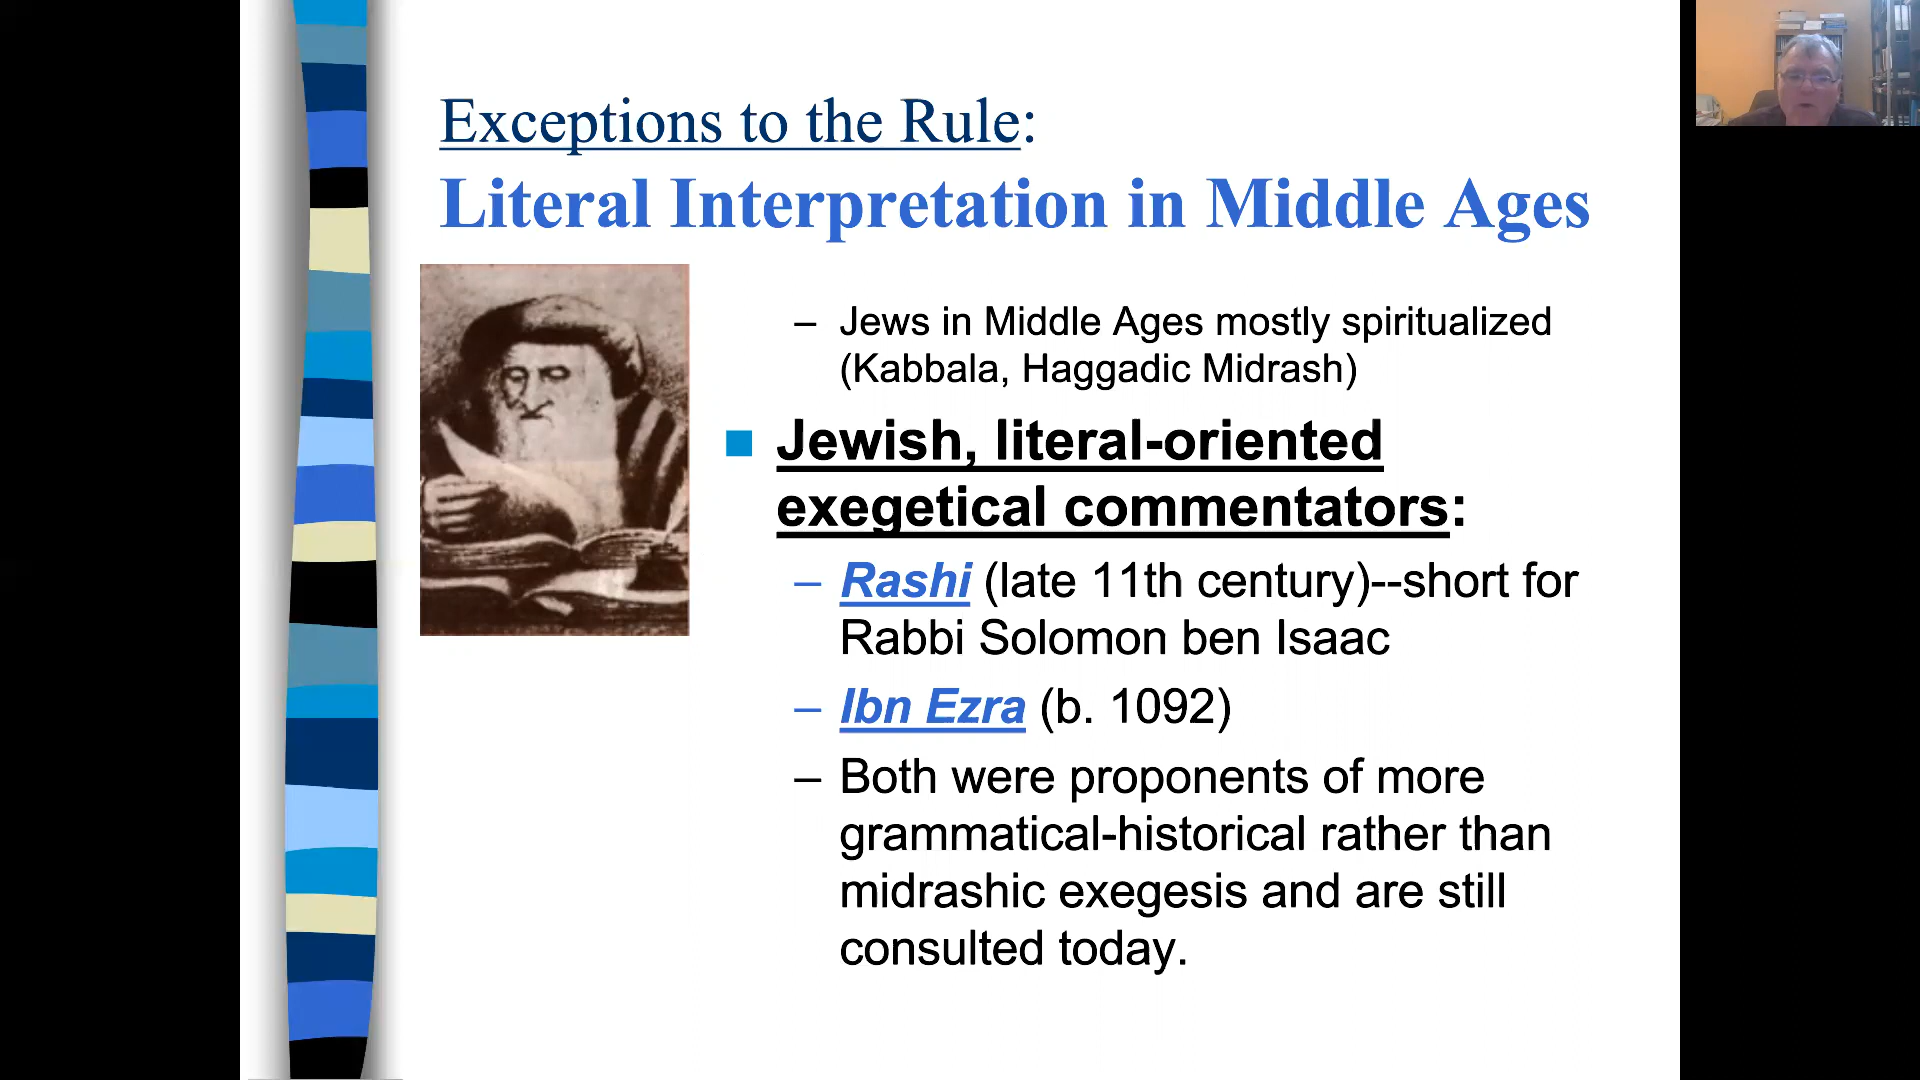 Exceptions to the Rule:
Literal Interpretation in Middle Ages
– Jews in Middle Ages mostly spiritualized
(Kabbala, Haggadic Midrash)
Jewish, literal-oriented
exegetical commentators:
– Rashi (late 11th century)--short for
Rabbi Solomon ben Isaac
– Ibn Ezra (b. 1092)
– Both were proponents of more
grammatical-historical rather than
midrashic exegesis and are still
consulted today.